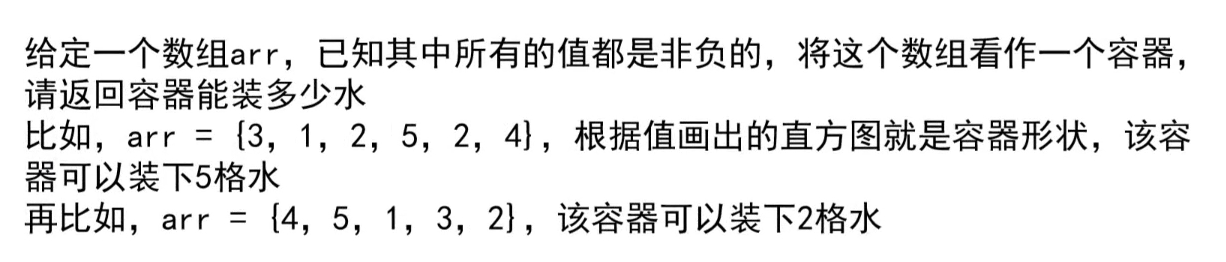 给定一个数组arr，已知其中所有的值都是非负的，将这个数组看作一个容器，
请返回容器能装多少水
比如，arr = {3, 1, 2, 5, 2, 4}，根据值画出的直方图就是容器形状，该容
器可以装下5格水
再比如，arr = {4, 5, 1, 3, 2}，该容器可以装下2格水